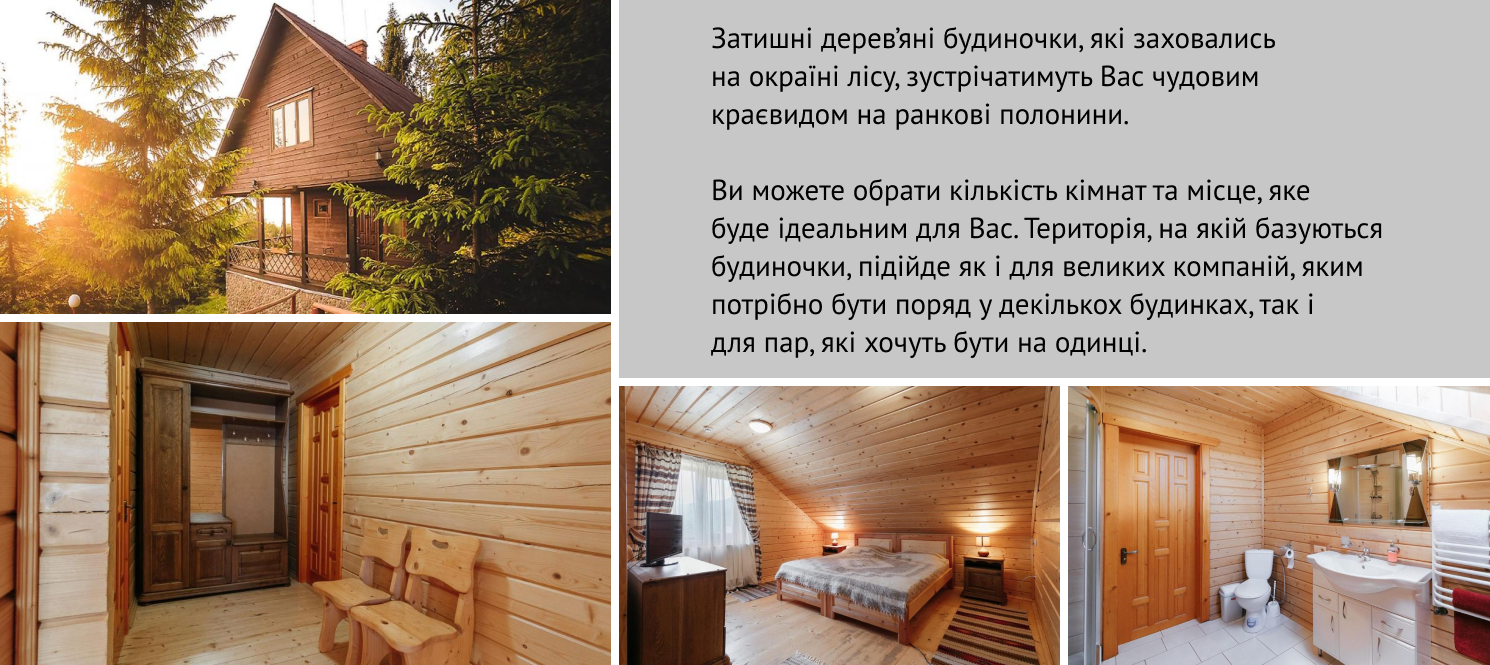 Затишні дерев’яні будиночки, які заховались
на окраїні лісу, зустрічатимуть Вас чудовим
краєвидом на ранкові полонини.
Ви можете обрати кількість кімнат та місце, яке
буде ідеальним для Вас. Територія, на якій базуються
будиночки, підійде як і для великих компаній, яким
потрібно бути поряд у декількох будинках, так і
для пар, які хочуть бути на одинці.